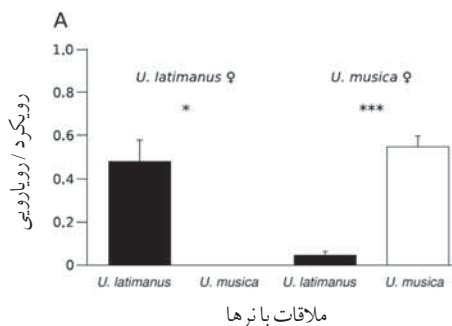 A
1.0
U. latimanus ♀ U. musica ♀
0.8
* ***
0.6
0.4
0.2
0
رویکرد / رویارویی
U. latimanus U. musica U. latimanus U. musica
ملاقات با نرها